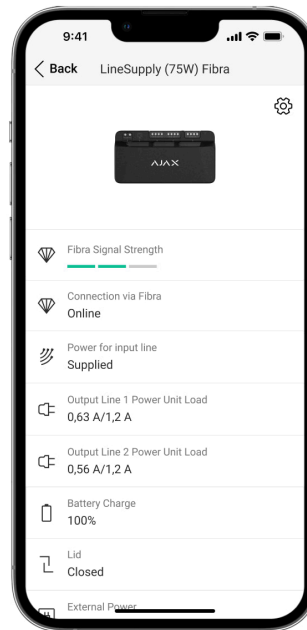 9:41
Back
LineSupply (75W) Fibra
AJAX
Fibra Signal Strength
Connection via Fibra
Online
Power for input line
Supplied
Output Line 1 Power Unit Load
0,63 A/1,2 A
Output Line 2 Power Unit Load
0,56 A/1,2 A
Battery Charge
100%
Lid
Closed
External Power